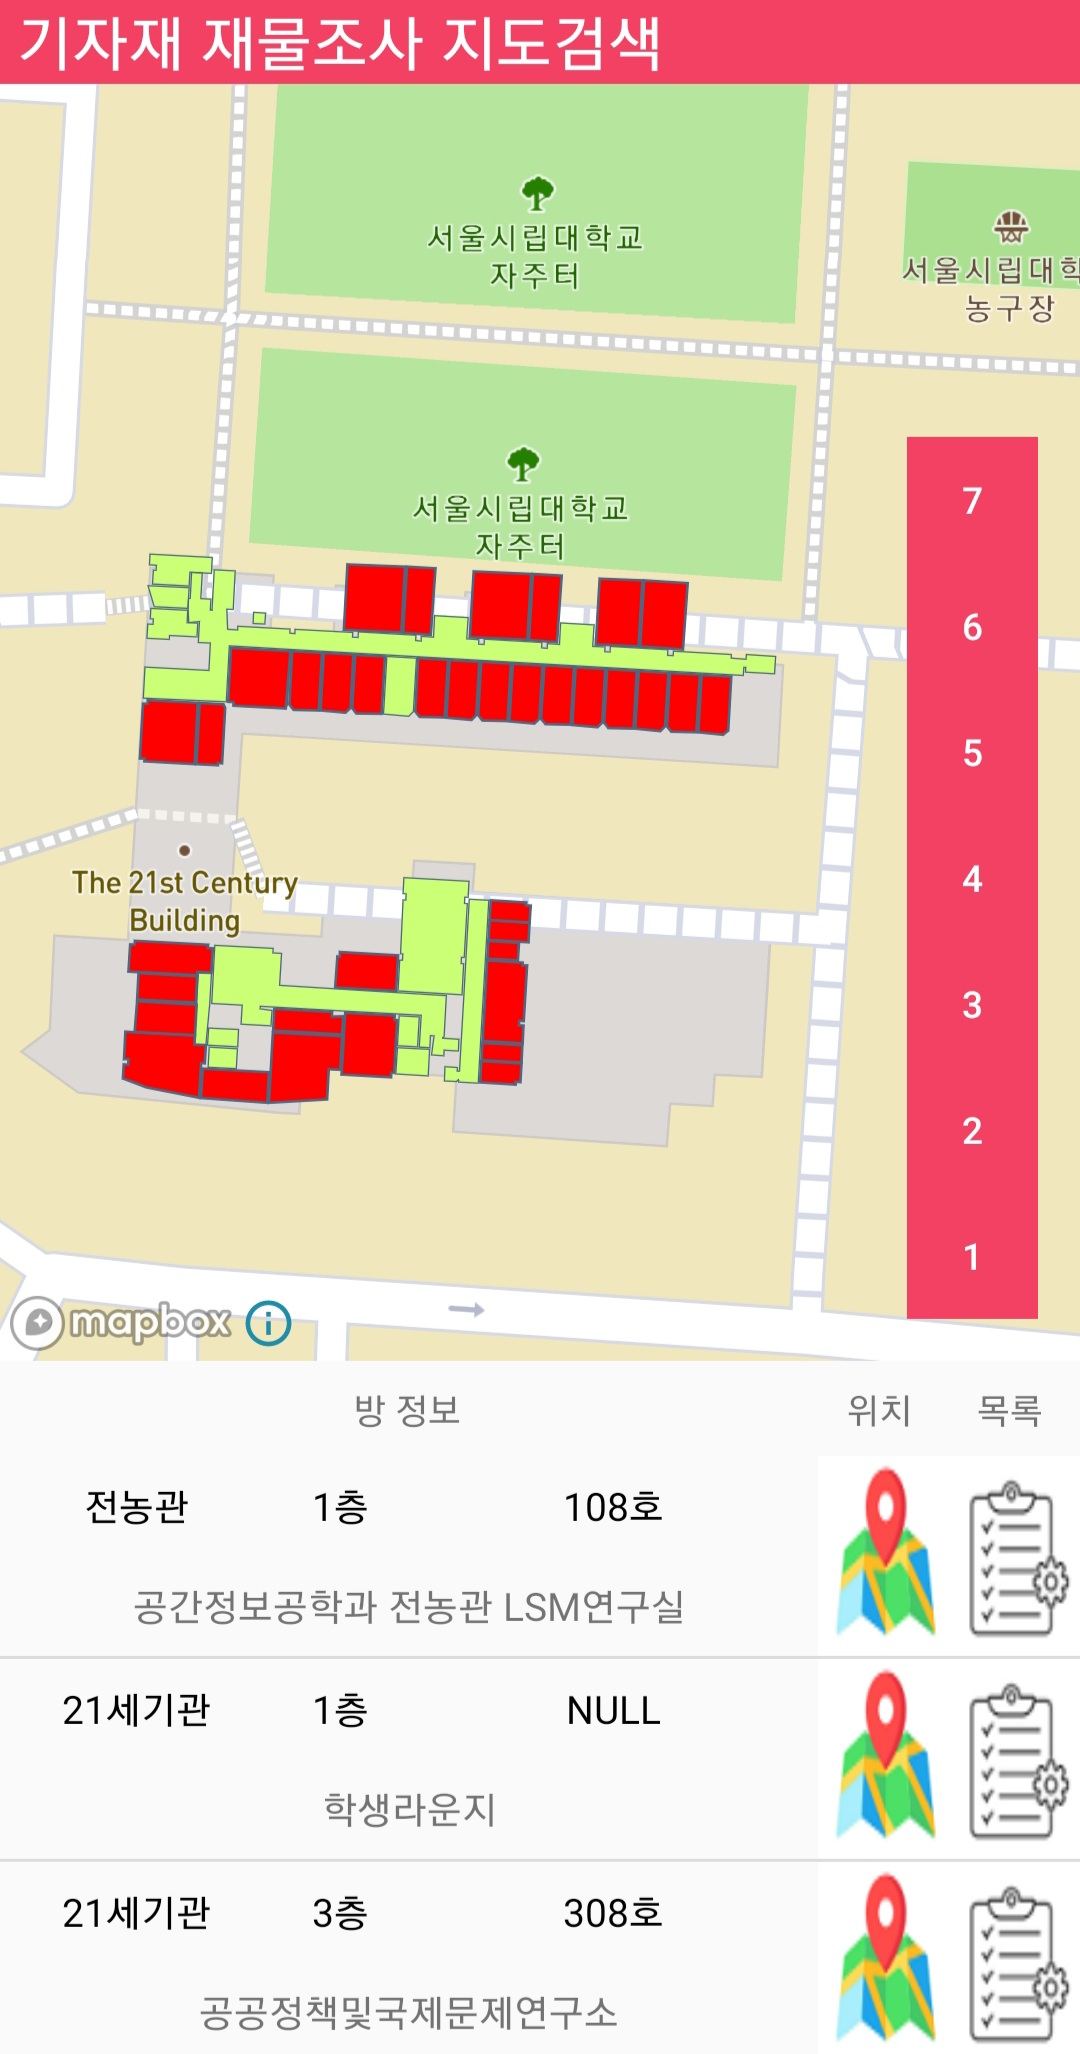 기자재 재물조사 지도검색
서울시립대학교
자주터
서울시립대학
농구장
서울시립대학교
자주터
7
6
5
4
3
2
1
The 21st Century
Building
mapbox
방 정보 위치 목록
전농관 1층 108호
공간정보공학과 전농관 LSM연구실
21세기관 1층 NULL
학생라운지
21세기관 3층 308호
공공정책및국제문제연구소